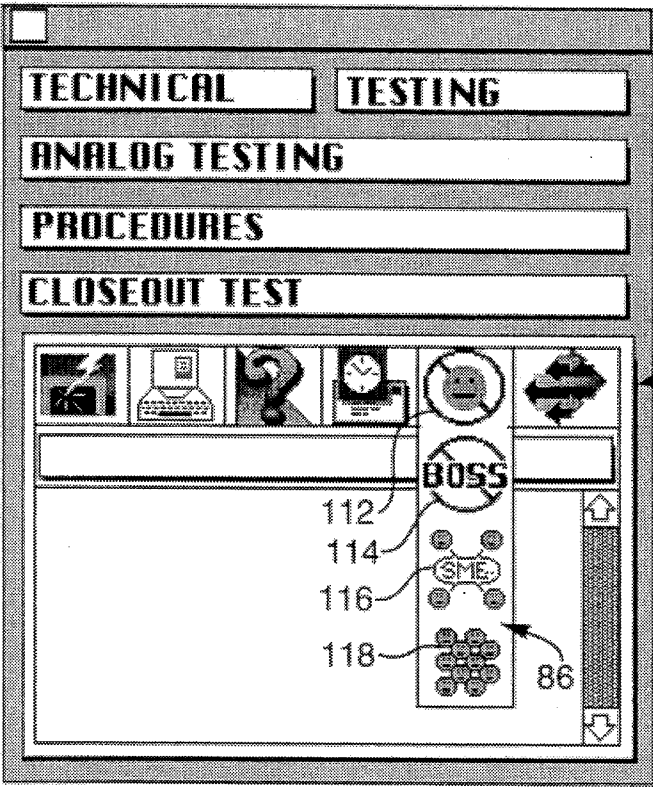 TECHNICAL TESTING
ANALOG TESTING
PROCEDURES
CLOSEOUT TEST
BOSS
112
114
SME
116
118
86